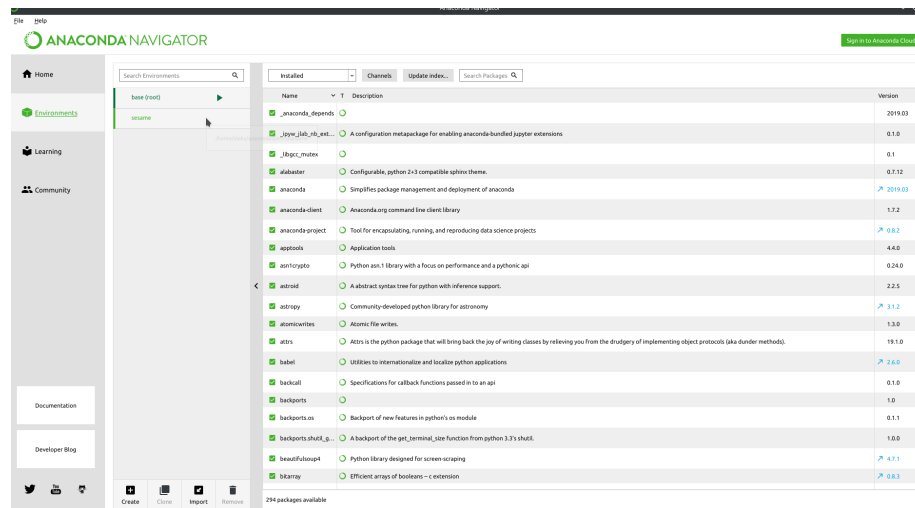 Anaconda Navigator
File Help
ANACONDA NAVIGATOR
Sign in to Anaconda Cloud
Home
Environments
Learning
Community
Documentation
Developer Blog
You Tube
Search Environments
base (root)
sesame
Create Clone Import Remove
Installed Channels Update index... Search Packages
Name T Description Version
_anaconda_depends 2019.03
_ipyw_jlab_nb_ext... A configuration metapackage for enabling anaconda-bundled jupyter extensions 0.1.0
_libgcc_mutex 0.1
alabaster Configurable, python 2+3 compatible sphinx theme. 0.7.12
anaconda Simplifies package management and deployment of anaconda 2019.03
anaconda-client Anaconda.org command line client library 1.7.2
anaconda-project Tool for encapsulating, running, and reproducing data science projects 0.8.2
apptools Application tools 4.4.0
asn1crypto Python asn.1 library with a focus on performance and a pythonic api 0.24.0
astroid A abstract syntax tree for python with inference support. 2.2.5
astropy Community-developed python library for astronomy 3.1.2
atomicwrites Atomic file writes. 1.3.0
attrs Attrs is the python package that will bring back the joy of writing classes by relieving you from the drudgery of implementing object protocols (aka dunder methods). 19.1.0
babel Utilities to internationalize and localize python applications 2.6.0
backcall Specifications for callback functions passed in to an api 0.1.0
backports 1.0
backports.os Backport of new features in python's os module 0.1.1
backports.shutil_g... A backport of the get_terminal_size function from python 3.3's shutil. 1.0.0
beautifulsoup4 Python library designed for screen-scraping 4.7.1
bitarray Efficient arrays of booleans -- c extension 0.8.3
294 packages available